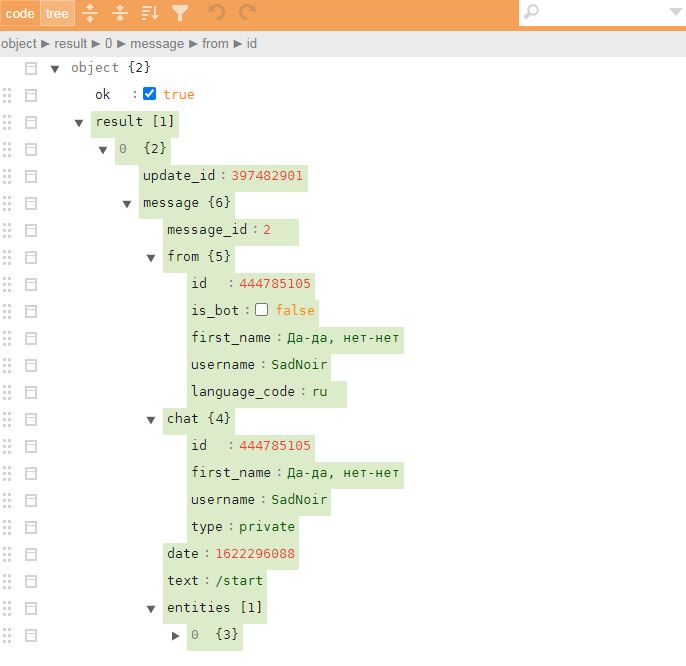 code tree
object ► result ► 0 ► message ► from ► id
object {2}
ok : true
result [1]
0 {2}
update_id : 397482901
message {6}
message_id : 2
from {5}
id : 444785105
is_bot : false
first_name : Да-да, нет-нет
username : SadNoir
language_code : ru
chat {4}
id : 444785105
first_name : Да-да, нет-нет
username : SadNoir
type : private
date : 1622296088
text : /start
entities [1]
0 {3}